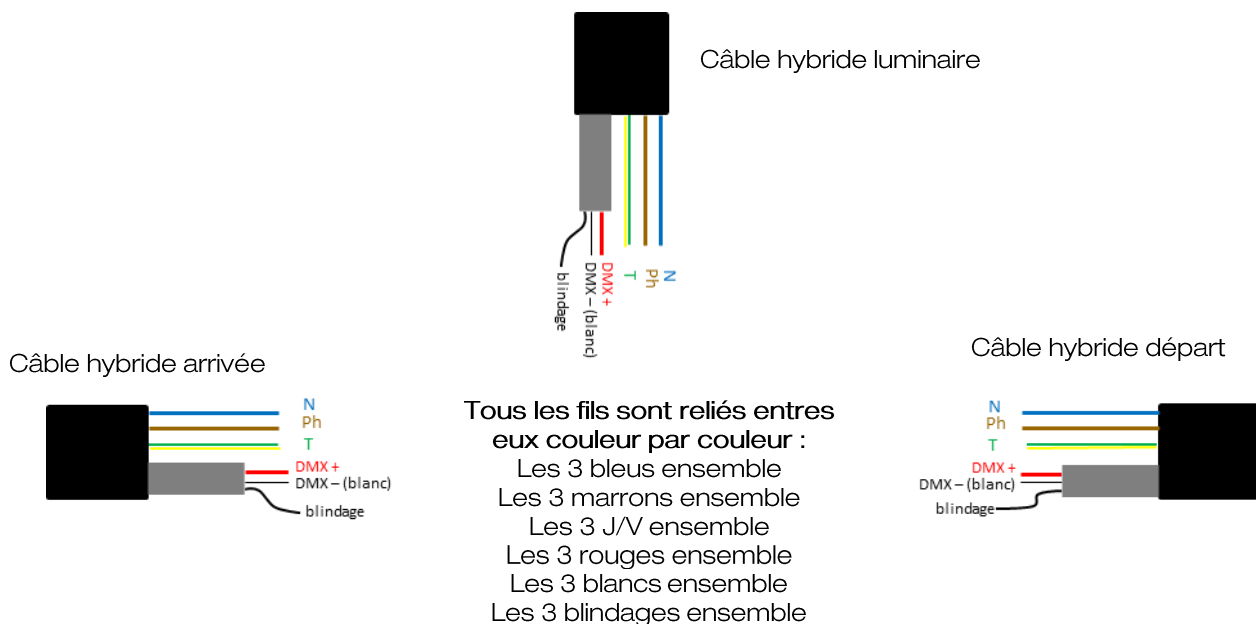 Câble hybride luminaire
blindage
DMX – (blanc)
DMX +
T
Ph
N
Câble hybride arrivée
N
Ph
T
DMX +
DMX – (blanc)
blindage
Tous les fils sont reliés entres
eux couleur par couleur :
Les 3 bleus ensemble
Les 3 marrons ensemble
Les 3 J/V ensemble
Les 3 rouges ensemble
Les 3 blancs ensemble
Les 3 blindages ensemble
Câble hybride départ
N
Ph
T
DMX +
DMX – (blanc)
blindage